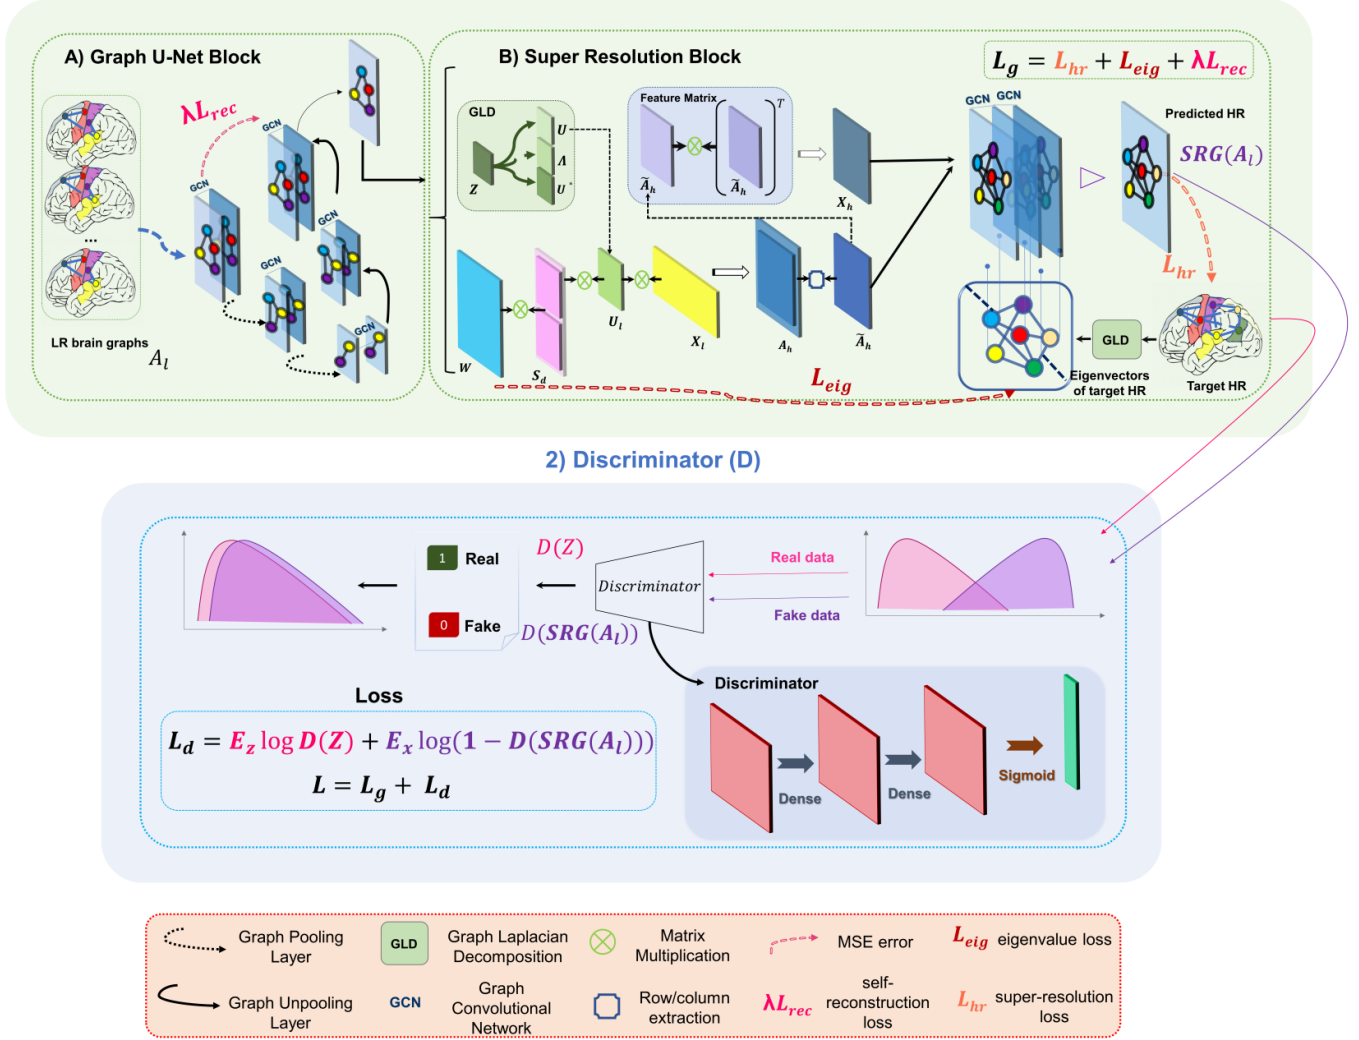 A) Graph U-Net Block
B) Super Resolution Block
L_g = L_hr + L_eig + λL_rec
λL_rec
GCN
GCN
GCN
GCN
GCN
...
LR brain graphs A_l
GLD
Z
U
Λ
U*
Feature Matrix
T
Ã_h
Ã_h
X_h
W
S_d
U_l
X_l
A_h
Ã_h
L_eig
GCN GCN
Predicted HR
SRG(A_l)
L_hr
GLD
Eigenvectors
of target HR
Target HR
2) Discriminator (D)
1 Real
0 Fake
D(Z)
D(SRG(A_l))
Discriminator
Real data
Fake data
Loss
L_d = E_z log D(Z) + E_x log(1 − D(SRG(A_l)))
L = L_g + L_d
Discriminator
Dense
Dense
Sigmoid
Graph Pooling
Layer
GLD
Graph Laplacian
Decomposition
Matrix
Multiplication
MSE error
L_eig eigenvalue loss
Graph Unpooling
Layer
GCN
Graph
Convolutional
Network
Row/column
extraction
λL_rec
self-
reconstruction
loss
L_hr
super-resolution
loss